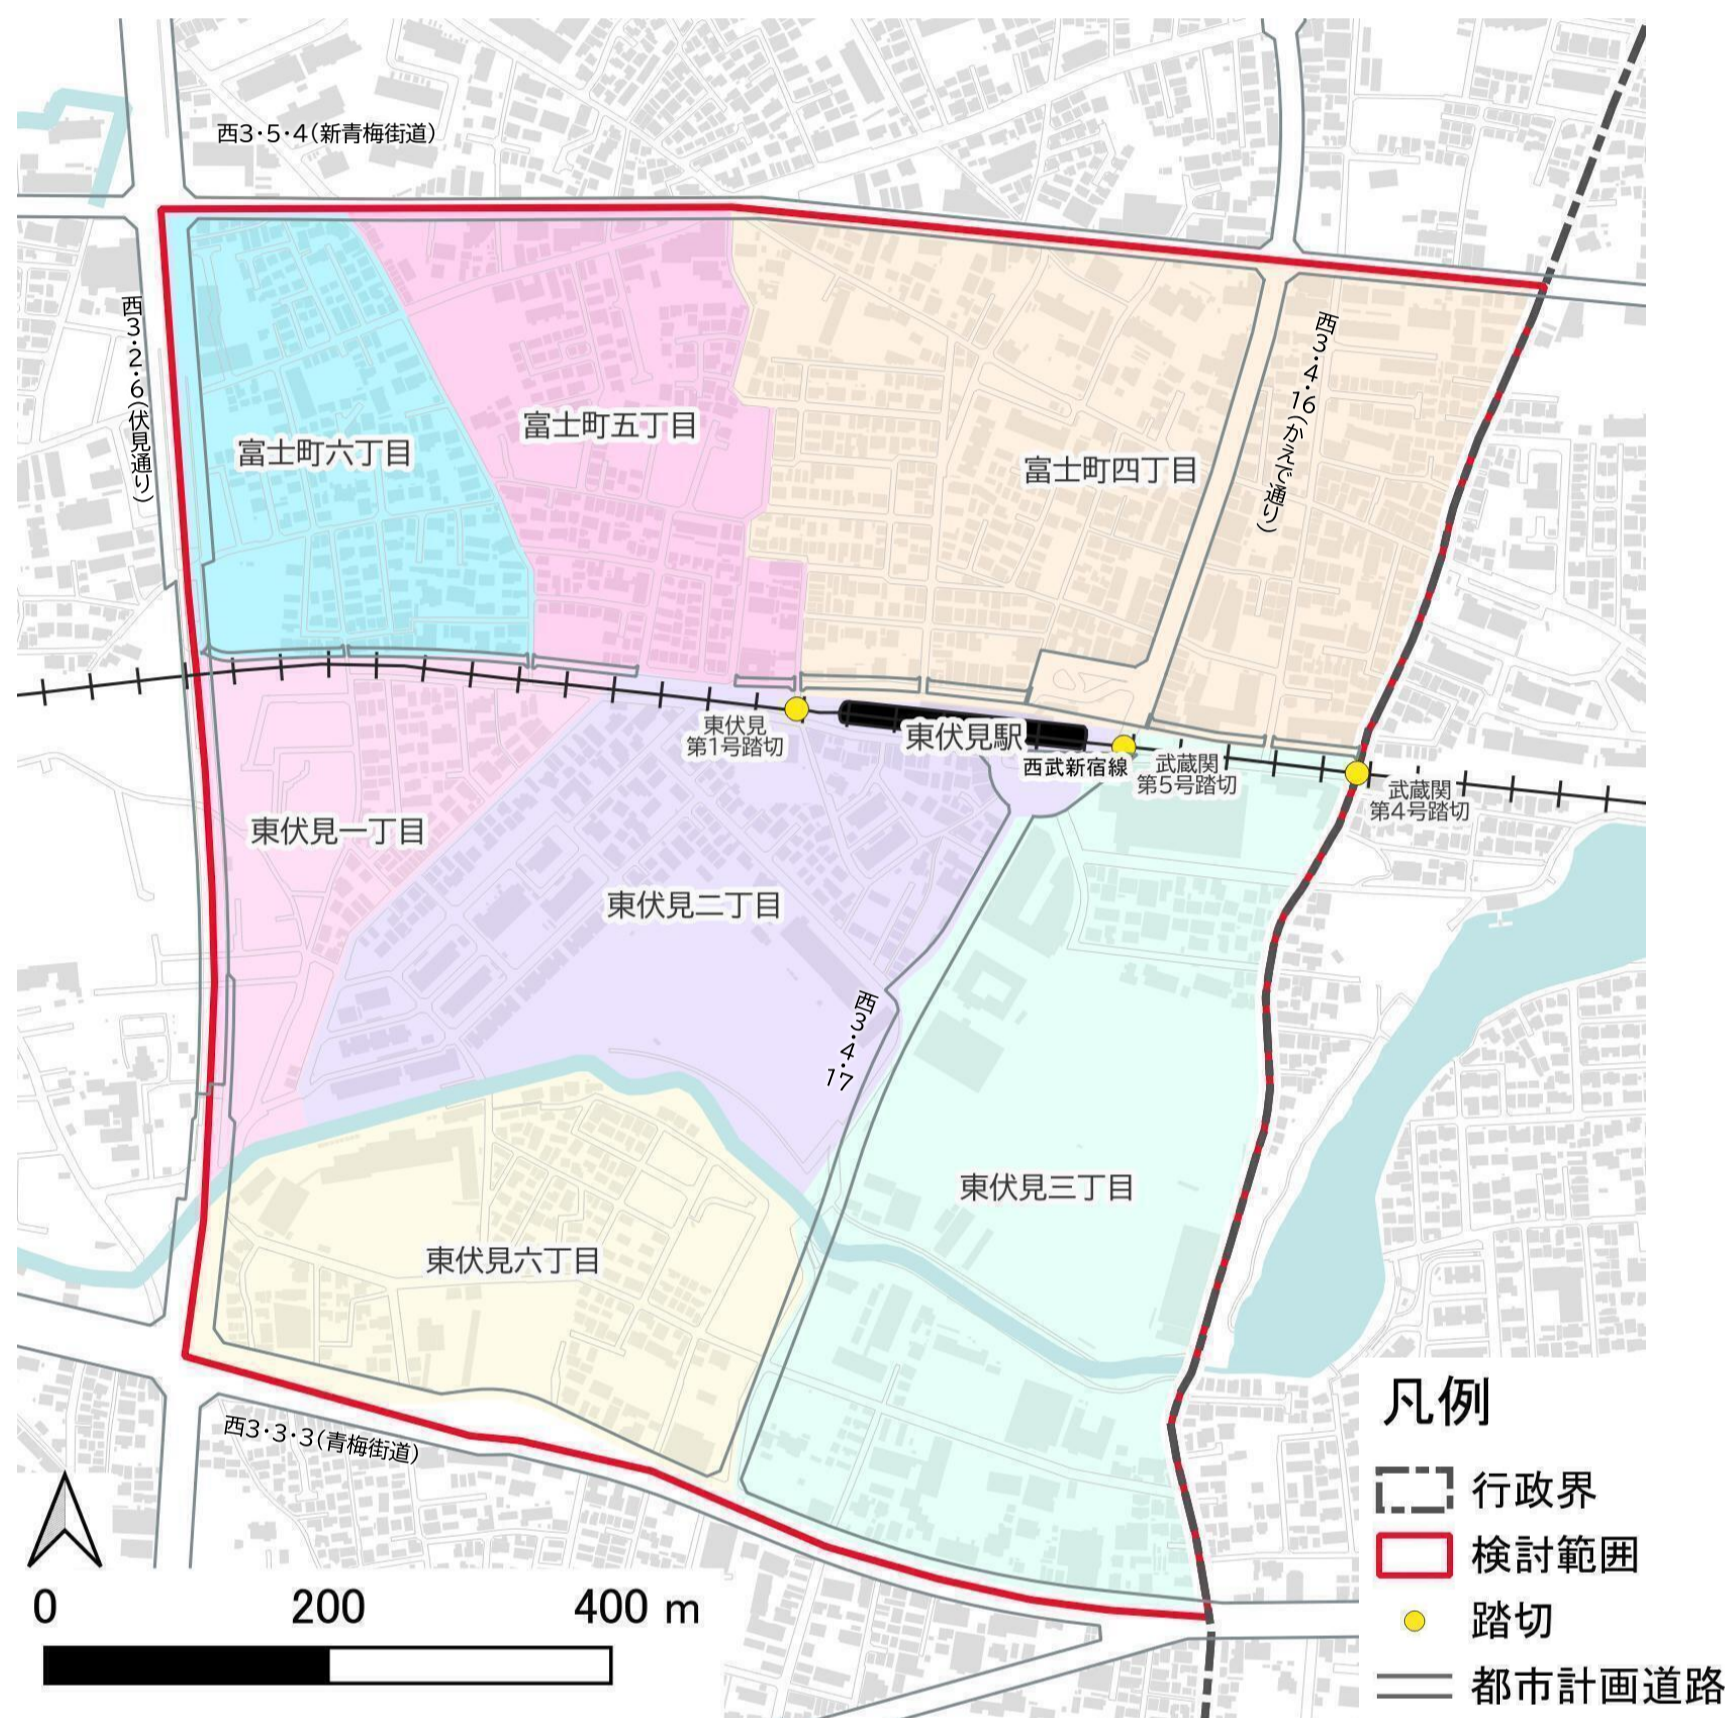 西3・5・4(新青梅街道)
西3・2・6(伏見通り)
西3・4・16(かえで通り)
富士町五丁目
富士町六丁目
富士町四丁目
東伏見
第1号踏切
東伏見駅
西武新宿線
武蔵関
第5号踏切
武蔵関
第4号踏切
東伏見一丁目
東伏見二丁目
西3・4・17
東伏見三丁目
東伏見六丁目
西3・3・3(青梅街道)
凡例
行政界
検討範囲
踏切
都市計画道路
0 200 400 m